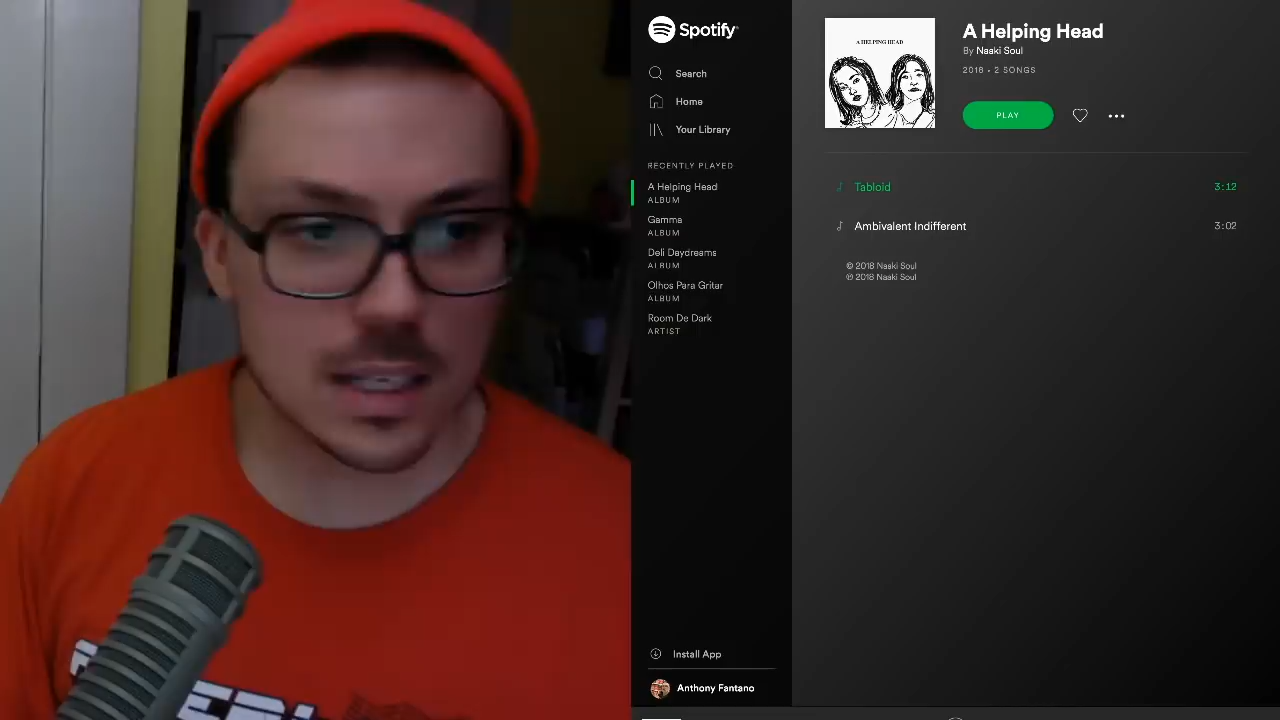 Spotify
Search
Home
Your Library
RECENTLY PLAYED
A Helping Head
ALBUM
Gamma
ALBUM
Deli Daydreams
ALBUM
Olhos Para Gritar
ALBUM
Room De Dark
ARTIST
Install App
Anthony Fantano
A HELPING HEAD
A Helping Head
By Naaki Soul
2018 • 2 SONGS
PLAY
Tabloid 3:12
Ambivalent Indifferent 3:02
© 2018 Naaki Soul
℗ 2018 Naaki Soul